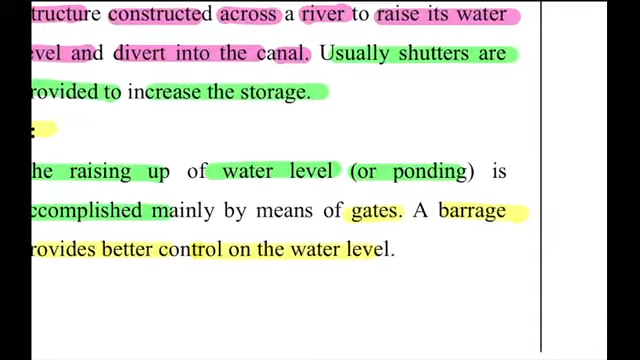 tructure constructed across a river to raise its water
evel and divert into the canal. Usually shutters are
rovided to increase the storage.
:
he raising up of water level (or ponding) is
ccomplished mainly by means of gates. A barrage
rovides better control on the water level.